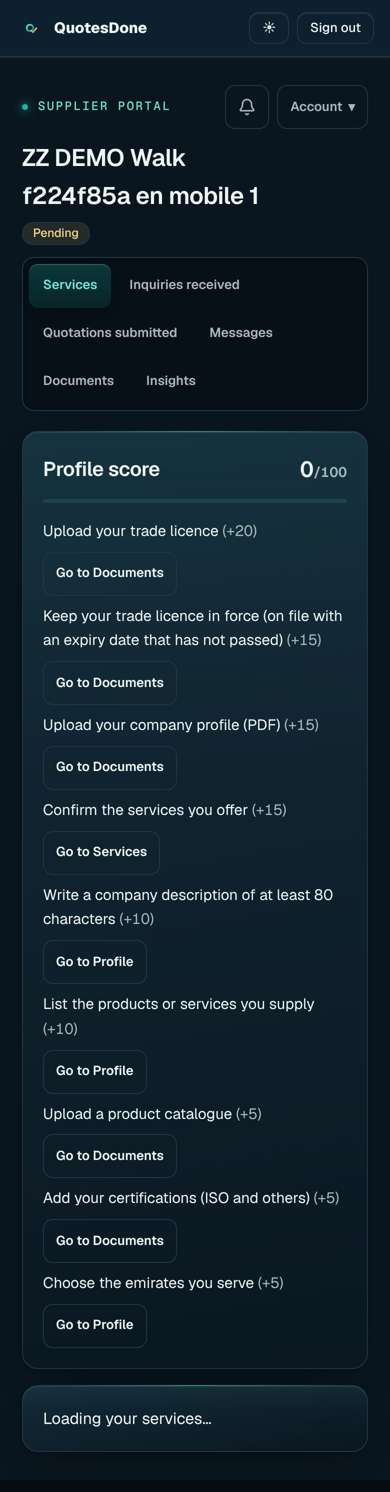 QuotesDone
Sign out
SUPPLIER PORTAL
Account ▾
ZZ DEMO Walk
f224f85a en mobile 1
Pending
Services
Inquiries received
Quotations submitted
Messages
Documents
Insights
Profile score
0/100
Upload your trade licence (+20)
Go to Documents
Keep your trade licence in force (on file with
an expiry date that has not passed) (+15)
Go to Documents
Upload your company profile (PDF) (+15)
Go to Documents
Confirm the services you offer (+15)
Go to Services
Write a company description of at least 80
characters (+10)
Go to Profile
List the products or services you supply
(+10)
Go to Profile
Upload a product catalogue (+5)
Go to Documents
Add your certifications (ISO and others) (+5)
Go to Documents
Choose the emirates you serve (+5)
Go to Profile
Loading your services…